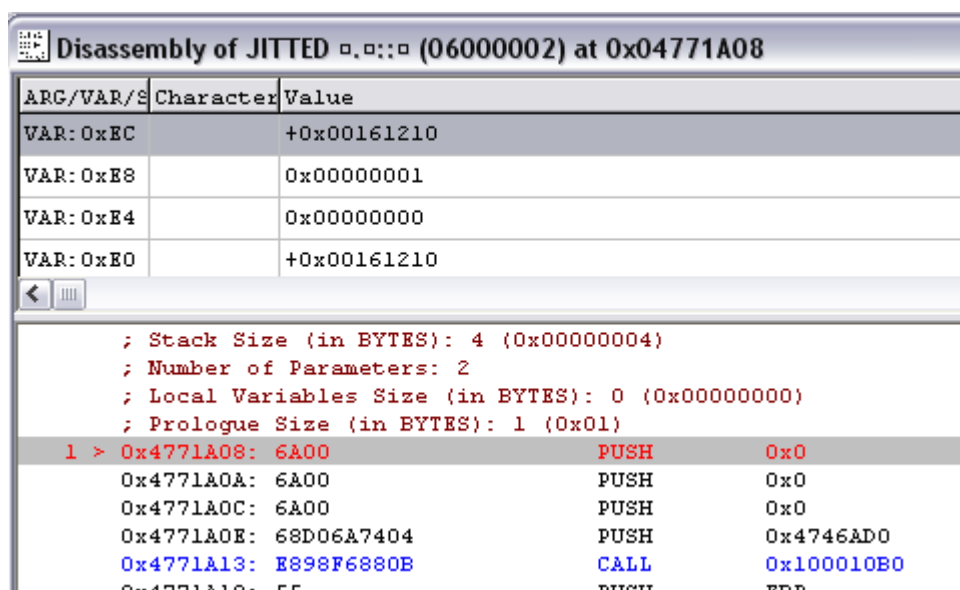 Disassembly of JITTED ¤.¤::¤ (06000002) at 0x04771A08
ARG/VAR/S Character Value
VAR:0xEC +0x00161210
VAR:0xE8 0x00000001
VAR:0xE4 0x00000000
VAR:0xE0 +0x00161210
; Stack Size (in BYTES): 4 (0x00000004)
; Number of Parameters: 2
; Local Variables Size (in BYTES): 0 (0x00000000)
; Prologue Size (in BYTES): 1 (0x01)
1 > 0x4771A08: 6A00 PUSH 0x0
0x4771A0A: 6A00 PUSH 0x0
0x4771A0C: 6A00 PUSH 0x0
0x4771A0E: 68D06A7404 PUSH 0x4746AD0
0x4771A13: E898F6880B CALL 0x100010B0